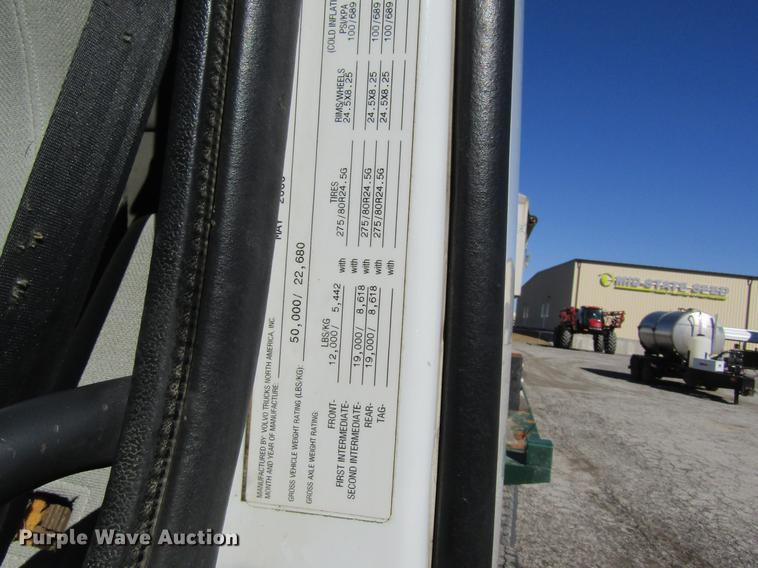 MANUFACTURED BY: VOLVO TRUCKS NORTH AMERICA, INC.
MONTH AND YEAR OF MANUFACTURE: MAY
GROSS VEHICLE WEIGHT RATING (LBS/KG): 50,000/ 22,680
GROSS AXLE WEIGHT RATING: LBS/KG TIRES RIMS/WHEELS (COLD INFLAT PSI/KPA
FRONT- 12,000/ 5,442 with 275/80R24.5G 24.5X8.25 100/689
FIRST INTERMEDIATE- with
SECOND INTERMEDIATE- 19,000/ 8,618 with 275/80R24.5G 24.5X8.25 100/689
REAR- 19,000/ 8,618 with 275/80R24.5G 24.5X8.25 100/689
TAG- with
MID-STATE SEED
Purple Wave Auction